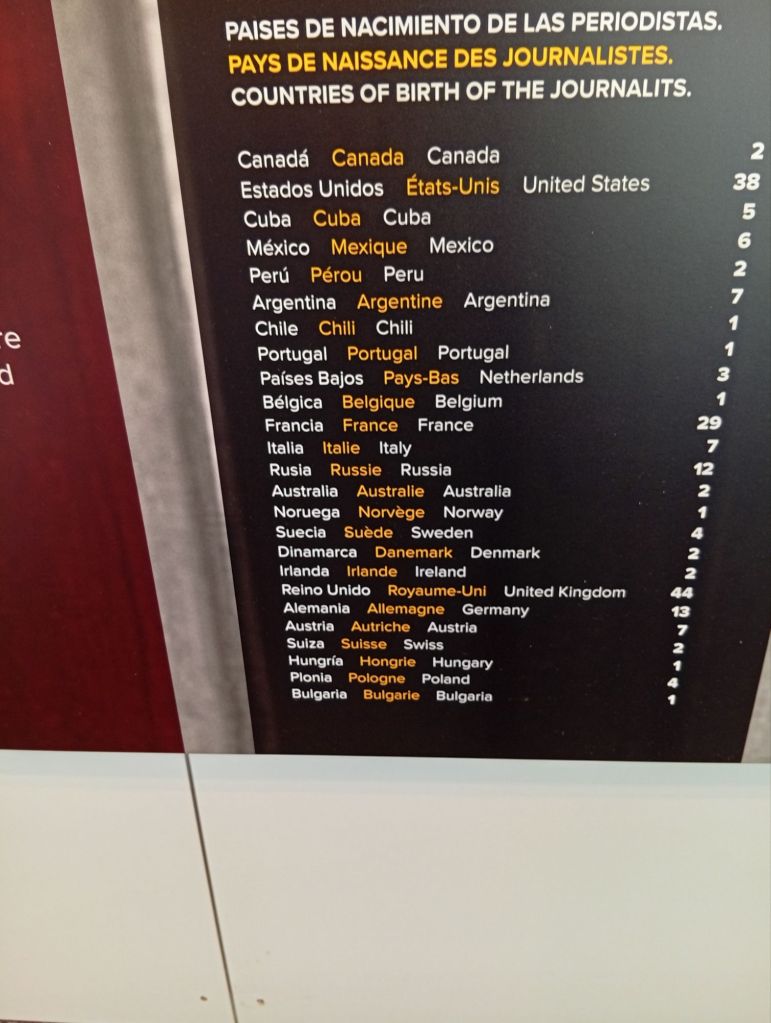 PAISES DE NACIMIENTO DE LAS PERIODISTAS.
PAYS DE NAISSANCE DES JOURNALISTES.
COUNTRIES OF BIRTH OF THE JOURNALITS.
Canadá Canada Canada 2
Estados Unidos États-Unis United States 38
Cuba Cuba Cuba 5
México Mexique Mexico 6
Perú Pérou Peru 2
Argentina Argentine Argentina 7
Chile Chili Chili 1
Portugal Portugal Portugal 1
Países Bajos Pays-Bas Netherlands 3
Bélgica Belgique Belgium 1
Francia France France 29
Italia Italie Italy 7
Rusia Russie Russia 12
Australia Australie Australia 2
Noruega Norvège Norway 1
Suecia Suède Sweden 4
Dinamarca Danemark Denmark 2
Irlanda Irlande Ireland 2
Reino Unido Royaume-Uni United Kingdom 44
Alemania Allemagne Germany 13
Austria Autriche Austria 7
Suiza Suisse Swiss 2
Hungría Hongrie Hungary 1
Plonia Pologne Poland 4
Bulgaria Bulgarie Bulgaria 1